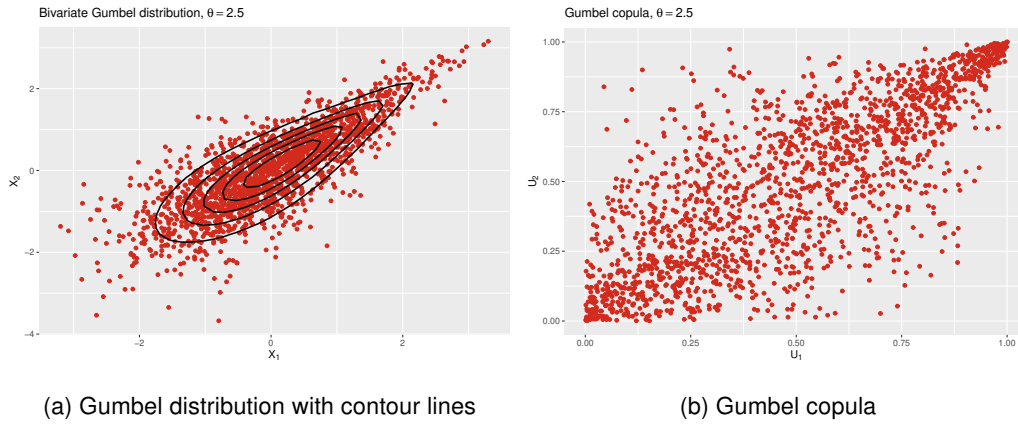 Bivariate Gumbel distribution, θ = 2.5
2
0
−2
−4
X₂
−2
0
2
X₁
Gumbel copula, θ = 2.5
1.00
0.75
0.50
0.25
0.00
U₂
0.00
0.25
0.50
0.75
1.00
U₁
(a) Gumbel distribution with contour lines
(b) Gumbel copula